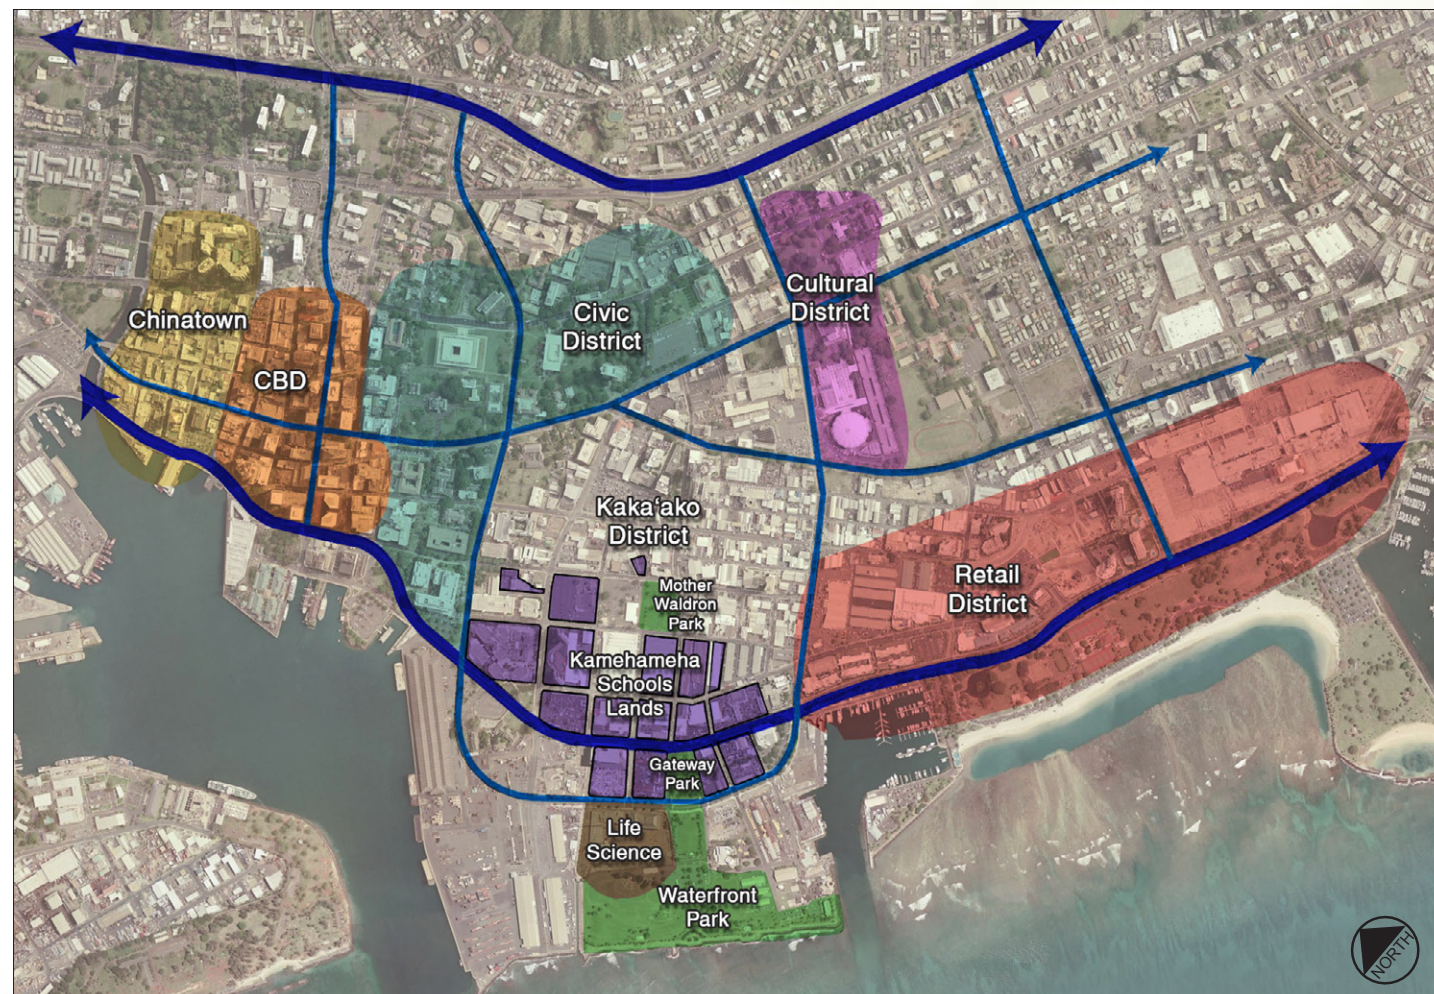 Cultural
District
Civic
District
Chinatown
CBD
Kaka‘ako
District
Mother
Waldron
Park
Retail
District
Kamehameha
Schools
Lands
Gateway
Park
Life
Science
Waterfront
Park
NORTH